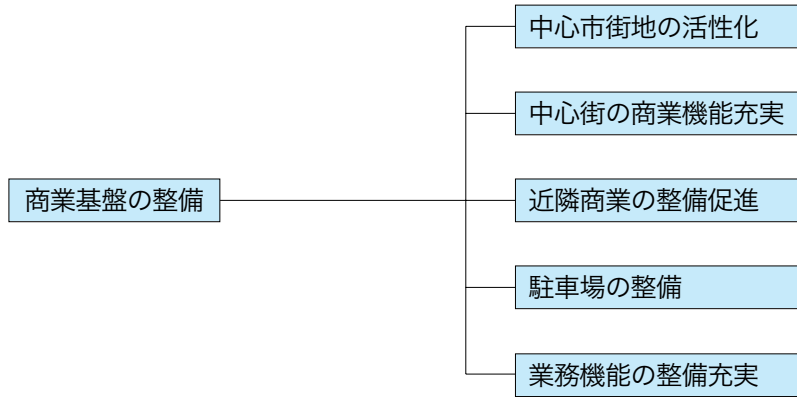 商業基盤の整備
中心市街地の活性化
中心街の商業機能充実
近隣商業の整備促進
駐車場の整備
業務機能の整備充実